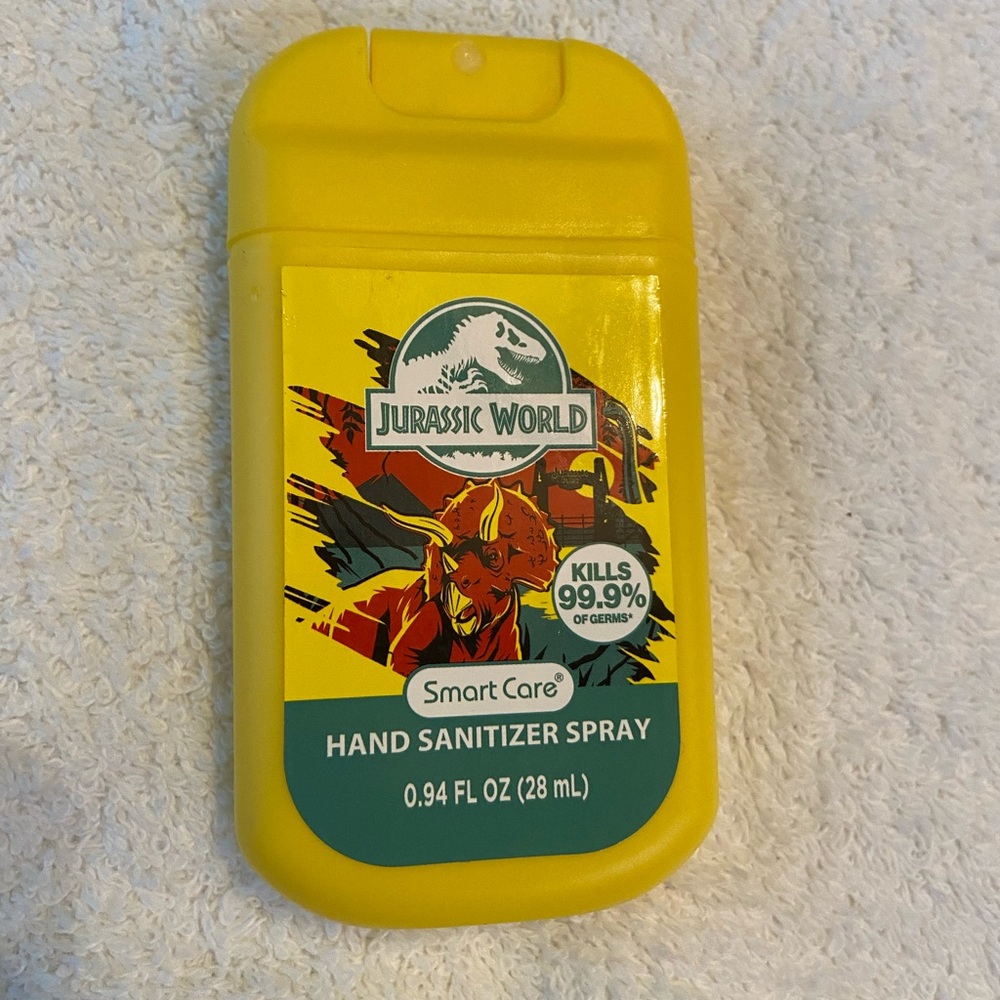 JURASSIC WORLD
KILLS
99.9%
OF GERMS*
Smart Care®
HAND SANITIZER SPRAY
0.94 FL OZ (28 mL)